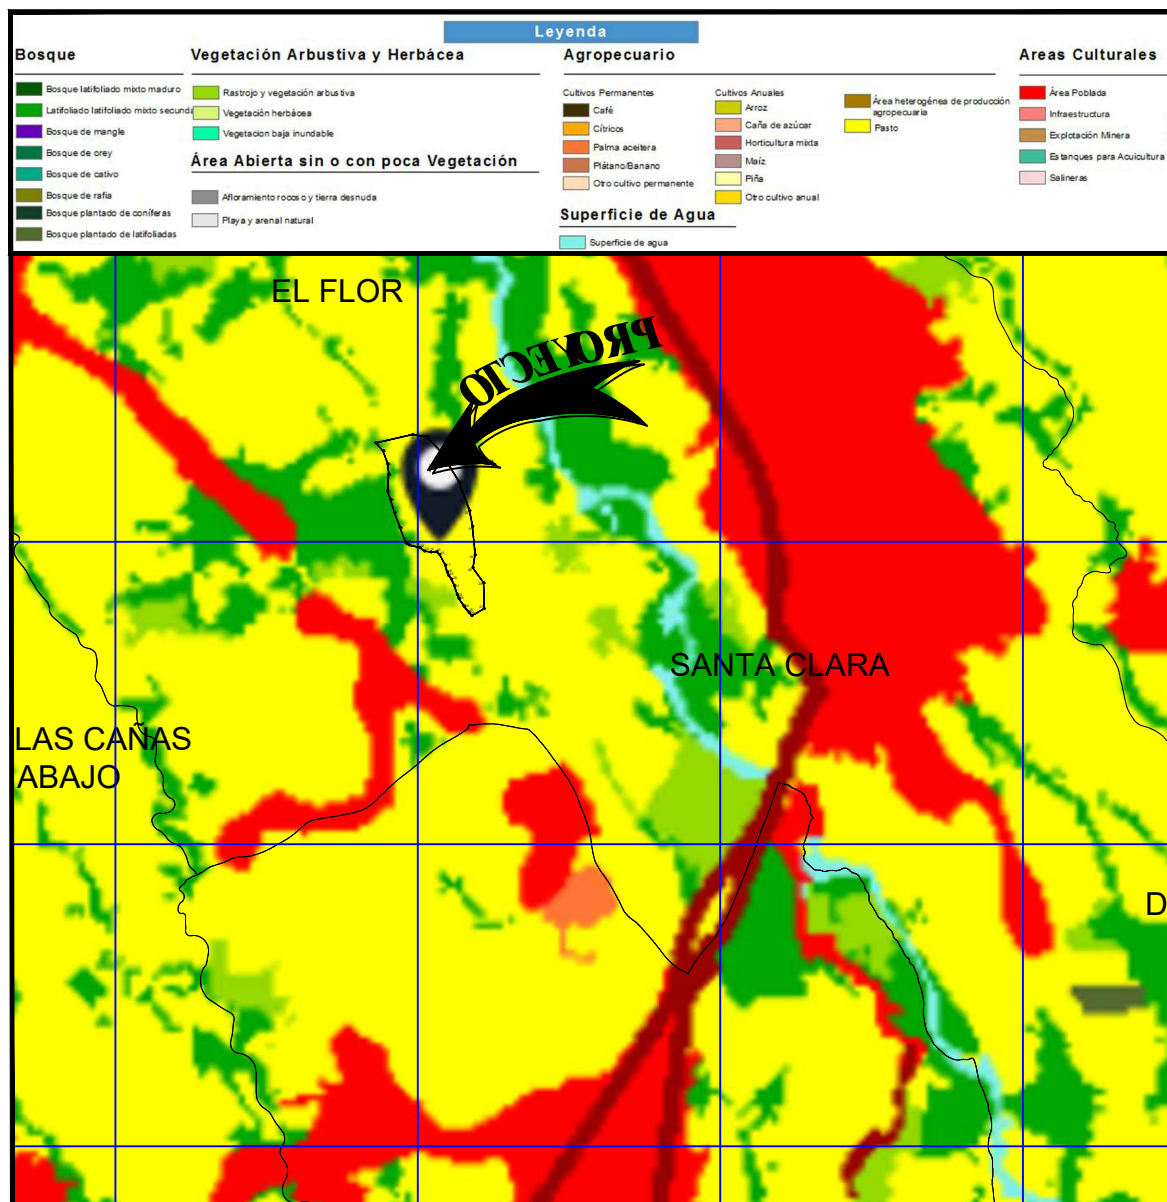 Leyenda
Bosque
Bosque latifoliado mixto maduro
Latifoliado latifoliado mixto secunda
Bosque de mangle
Bosque de orey
Bosque de cativo
Bosque de rafia
Bosque plantado de coníferas
Bosque plantado de latifoliadas
Vegetación Arbustiva y Herbácea
Rastrojo y vegetación arbustiva
Vegetación herbácea
Vegetacion baja inundable
Área Abierta sin o con poca Vegetación
Afloramiento rocoso y tierra desnuda
Playa y arenal natural
Agropecuario
Cultivos Permanentes
Café
Cítricos
Palma aceitera
Plátano/Banano
Otro cultivo permanente
Cultivos Anuales
Arroz
Caña de azúcar
Horticultura mixta
Maíz
Piña
Otro cultivo anual
Área heterogénea de producción
agropecuaria
Pasto
Superficie de Agua
Superficie de agua
Areas Culturales
Área Poblada
Infraestructura
Explotación Minera
Estanques para Acuicultura
Salineras
EL FLOR
PROYECTO
SANTA CLARA
LAS CAÑAS
ABAJO
D